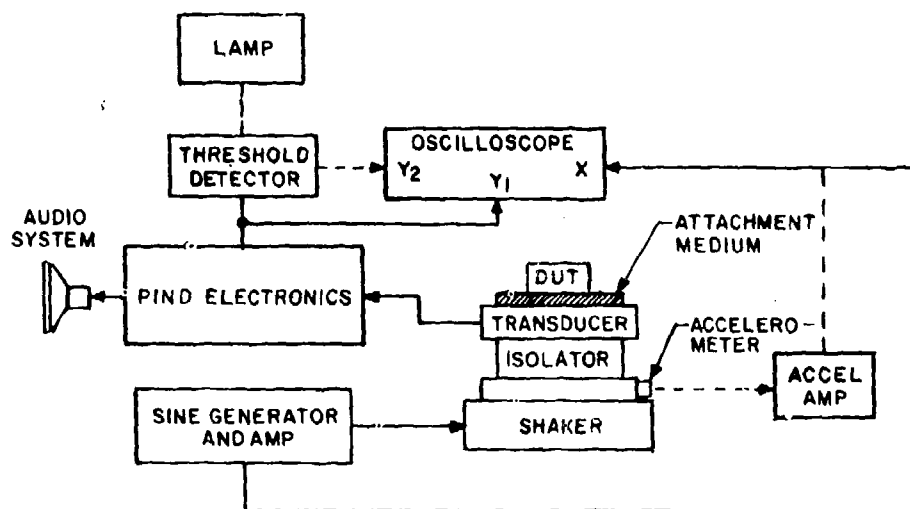 LAMP
THRESHOLD
DETECTOR
OSCILLOSCOPE
Y2
Y1
X
AUDIO
SYSTEM
ATTACHMENT
MEDIUM
DUT
PIND ELECTRONICS
TRANSDUCER
ACCELERO-
METER
ISOLATOR
ACCEL
AMP
SINE GENERATOR
AND AMP
SHAKER